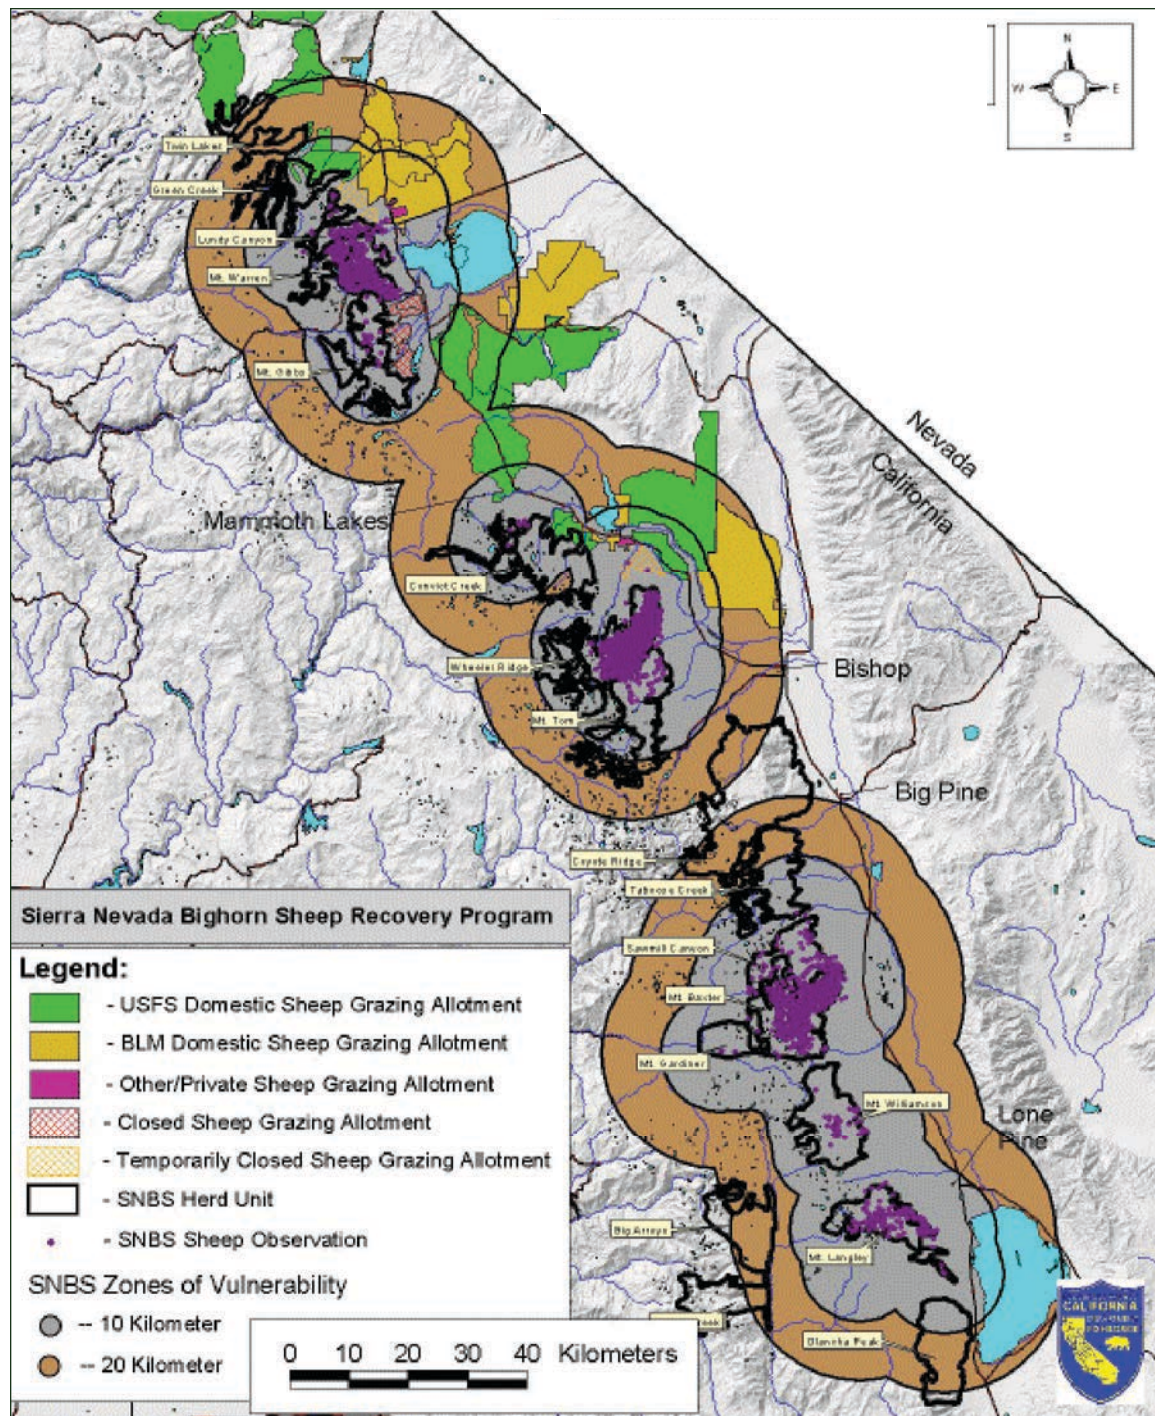 N
W E
S
Twin Lakes
Green Creek
Lundy Canyon
Mt. Warren
Mt. Gibbs
Nevada
California
Mammoth Lakes
Convict Creek
Wheeler Ridge
Bishop
Mt. Tom
Big Pine
Coyote Ridge
Taboose Creek
Sawmill Canyon
Mt. Baxter
Mt. Gardiner
Mt. Williamson
Lone
Pine
Big Arroyo
Mt. Langley
Creek
Olancha Peak
Sierra Nevada Bighorn Sheep Recovery Program
Legend:
- USFS Domestic Sheep Grazing Allotment
- BLM Domestic Sheep Grazing Allotment
- Other/Private Sheep Grazing Allotment
- Closed Sheep Grazing Allotment
- Temporarily Closed Sheep Grazing Allotment
- SNBS Herd Unit
- SNBS Sheep Observation
SNBS Zones of Vulnerability
-- 10 Kilometer
-- 20 Kilometer
0 10 20 30 40 Kilometers
CALIFORNIA